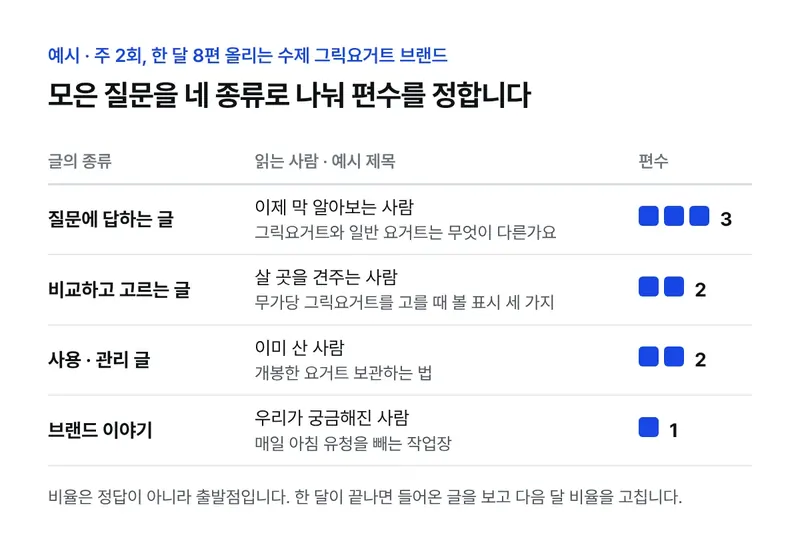 예시 · 주 2회, 한 달 8편 올리는 수제 그릭요거트 브랜드
모은 질문을 네 종류로 나눠 편수를 정합니다
글의 종류 읽는 사람 · 예시 제목 편수
질문에 답하는 글
이제 막 알아보는 사람
그릭요거트와 일반 요거트는 무엇이 다른가요
3
비교하고 고르는 글
살 곳을 견주는 사람
무가당 그릭요거트를 고를 때 볼 표시 세 가지
2
사용 · 관리 글
이미 산 사람
개봉한 요거트 보관하는 법
2
브랜드 이야기
우리가 궁금해진 사람
매일 아침 유청을 빼는 작업장
1
비율은 정답이 아니라 출발점입니다. 한 달이 끝나면 들어온 글을 보고 다음 달 비율을 고칩니다.